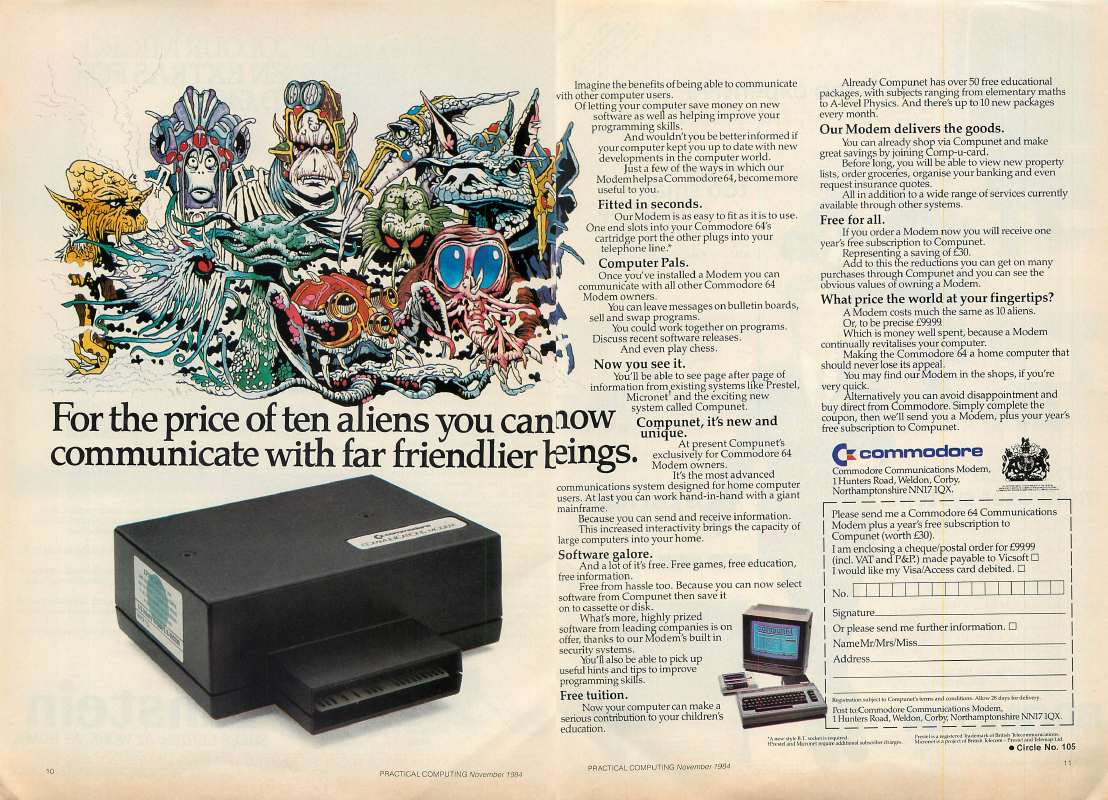 For the price of ten aliens you can now
communicate with far friendlier beings.
COMMUNICATIONS MODEM
10
PRACTICAL COMPUTING November 1984
Imagine the benefits of being able to communicate
with other computer users.
Of letting your computer save money on new
software as well as helping improve your
programming skills.
And wouldn't you be better informed if
your computer kept you up to date with new
developments in the computer world.
Just a few of the ways in which our
Modem helps a Commodore 64, become more
useful to you.
Fitted in seconds.
Our Modem is as easy to fit as it is to use.
One end slots into your Commodore 64's
cartridge port the other plugs into your
telephone line.*
Computer Pals.
Once you've installed a Modem you can
communicate with all other Commodore 64
Modem owners.
You can leave messages on bulletin boards,
sell and swap programs.
You could work together on programs.
Discuss recent software releases.
And even play chess.
Now you see it.
You'll be able to see page after page of
information from existing systems like Prestel,
Micronet† and the exciting new
system called Compunet.
Compunet, it's new and
unique.
At present Compunet's
exclusively for Commodore 64
Modem owners.
It's the most advanced
communications system designed for home computer
users. At last you can work hand-in-hand with a giant
mainframe.
Because you can send and receive information.
This increased interactivity brings the capacity of
large computers into your home.
Software galore.
And a lot of it's free. Free games, free education,
free information.
Free from hassle too. Because you can now select
software from Compunet then save it
on to cassette or disk.
What's more, highly prized
software from leading companies is on
offer, thanks to our Modem's built in
security systems.
You'll also be able to pick up
useful hints and tips to improve
programming skills.
Free tuition.
Now your computer can make a
serious contribution to your children's
education.
Compunet
PRACTICAL COMPUTING November 1984
Already Compunet has over 50 free educational
packages, with subjects ranging from elementary maths
to A-level Physics. And there's up to 10 new packages
every month.
Our Modem delivers the goods.
You can already shop via Compunet and make
great savings by joining Comp-u-card.
Before long, you will be able to view new property
lists, order groceries, organise your banking and even
request insurance quotes.
All in addition to a wide range of services currently
available through other systems.
Free for all.
If you order a Modem now you will receive one
year's free subscription to Compunet.
Representing a saving of £30.
Add to this the reductions you can get on many
purchases through Compunet and you can see the
obvious values of owning a Modem.
What price the world at your fingertips?
A Modem costs much the same as 10 aliens.
Or, to be precise £99.99.
Which is money well spent, because a Modem
continually revitalises your computer.
Making the Commodore 64 a home computer that
should never lose its appeal.
You may find our Modem in the shops, if you're
very quick.
Alternatively you can avoid disappointment and
buy direct from Commodore. Simply complete the
coupon, then we'll send you a Modem, plus your year's
free subscription to Compunet.
commodore
Commodore Communications Modem,
1 Hunters Road, Weldon, Corby,
Northamptonshire NN17 1QX.
Please send me a Commodore 64 Communications
Modem plus a year's free subscription to
Compunet (worth £30).
I am enclosing a cheque/postal order for £99.99
(incl. VAT and P&P.) made payable to Vicsoft
I would like my Visa/Access card debited.
No.
Signature
Or please send me further information.
Name Mr/Mrs/Miss
Address
Registration subject to Compunet's terms and conditions. Allow 28 days for delivery.
Post to: Commodore Communications Modem,
1 Hunters Road, Weldon, Corby, Northamptonshire NN17 1QX.
*A new style B.T. socket is required.
†Prestel and Micronet require additional subscriber charges.
Prestel is a registered Trademark of British Telecommunications.
Micronet is a project of British Telecom – Prestel and Telemap Ltd.
● Circle No. 105
11